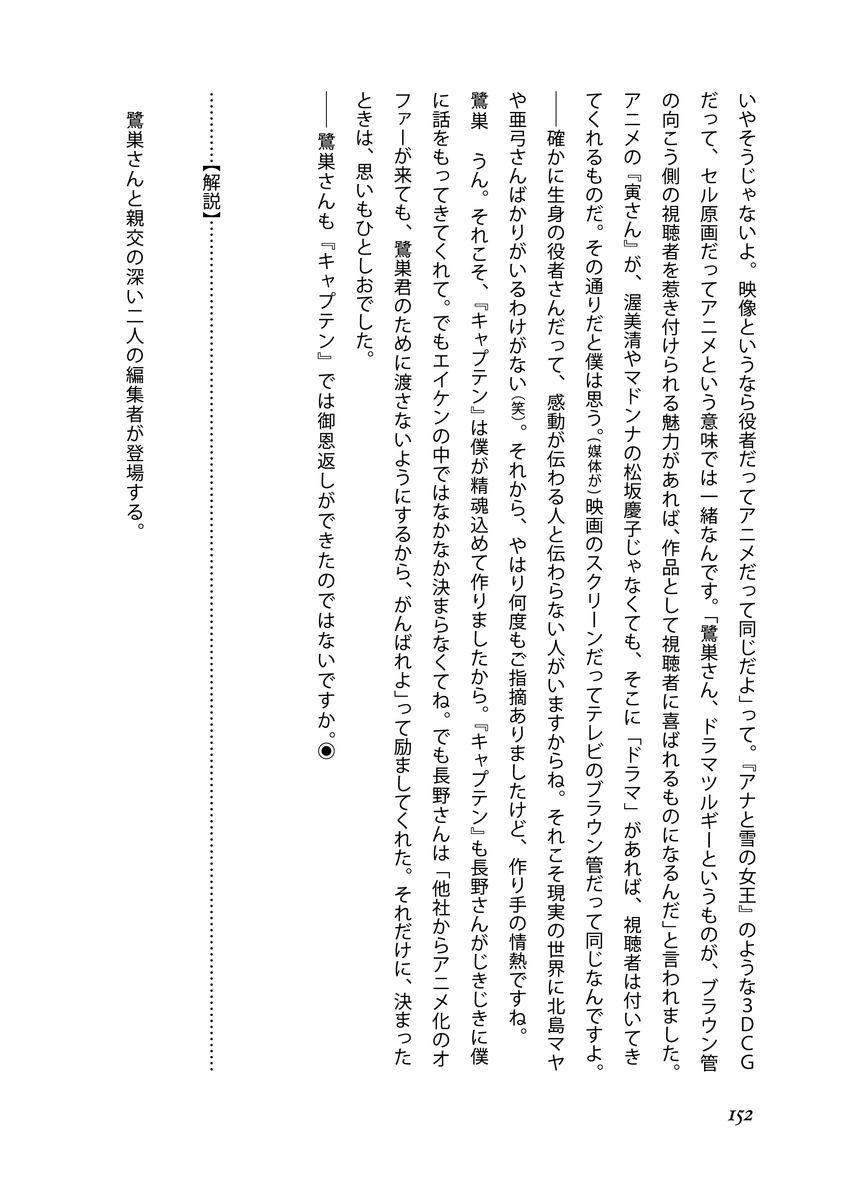 いやそうじゃないよ。映像というなら役者だってアニメだって同じだよ」って。『アナと雪の女王』のような3DCG
だって、セル原画だってアニメという意味では一緒なんです。「鷺巣さん、ドラマツルギーというものが、ブラウン管
の向こう側の視聴者を惹き付けられる魅力があれば、作品として視聴者に喜ばれるものになるんだ」と言われました。
アニメの『寅さん』が、渥美清やマドンナの松坂慶子じゃなくても、そこに「ドラマ」があれば、視聴者は付いてき
てくれるものだ。その通りだと僕は思う。(媒体が)映画のスクリーンだってテレビのブラウン管だって同じなんですよ。
――確かに生身の役者さんだって、感動が伝わる人と伝わらない人がいますからね。それこそ現実の世界に北島マヤ
や亜弓さんばかりがいるわけがない(笑)。それから、やはり何度もご指摘ありましたけど、作り手の情熱ですね。
鷺巣　うん。それこそ、『キャプテン』は僕が精魂込めて作りましたから。『キャプテン』も長野さんがじきじきに僕
に話をもってきてくれて。でもエイケンの中ではなかなか決まらなくてね。でも長野さんは「他社からアニメ化のオ
ファーが来ても、鷺巣君のために渡さないようにするから、がんばれよ」って励ましてくれた。それだけに、決まった
ときは、思いもひとしおでした。
――鷺巣さんも『キャプテン』では御恩返しができたのではないですか。◉
…………【解説】……………………………………………………………………
鷺巣さんと親交の深い二人の編集者が登場する。
152